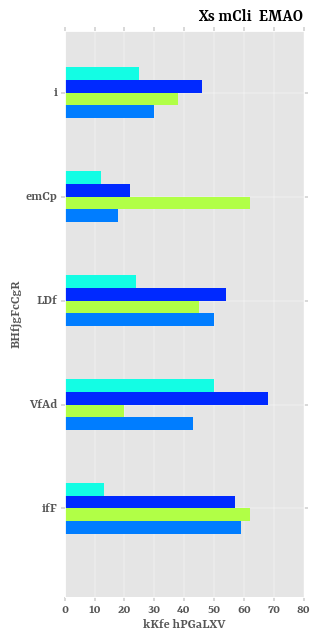 Xs mCli EMAO
i
emCp
LDf
VfAd
ifF
BHfjgFcCgR
0 10 20 30 40 50 60 70 80
kKfe hPGaLXV